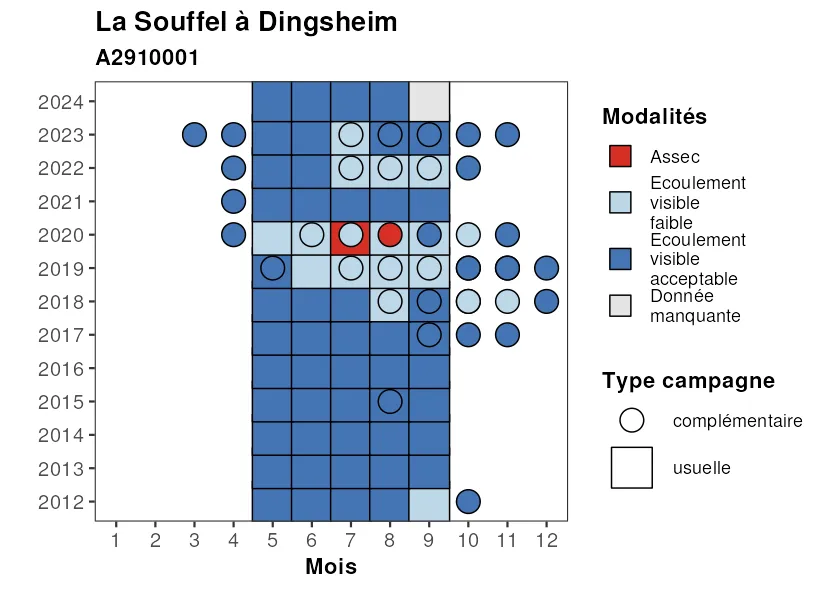 La Souffel à Dingsheim
A2910001
2024
2023
2022
2021
2020
2019
2018
2017
2016
2015
2014
2013
2012
1 2 3 4 5 6 7 8 9 10 11 12
Mois
Modalités
Assec
Ecoulement
visible
faible
Ecoulement
visible
acceptable
Donnée
manquante
Type campagne
complémentaire
usuelle